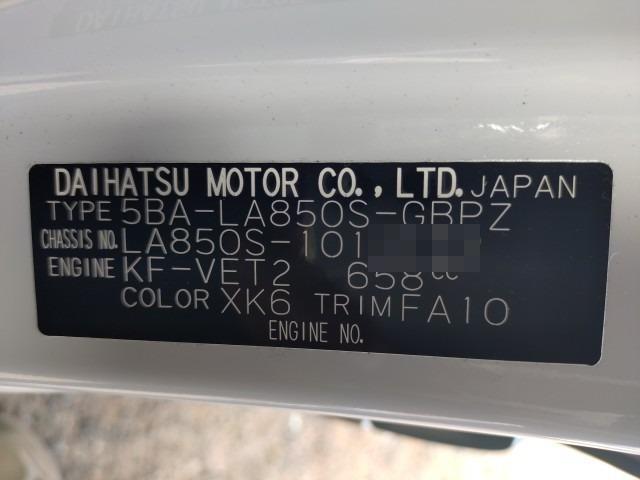 DAIHATSU MOTOR CO., LTD. JAPAN
TYPE 5BA-LA850S-GBPZ
CHASSIS NO. LA850S-101
ENGINE KF-VET2 658cc
COLOR XK6 TRIM FA10
ENGINE NO.